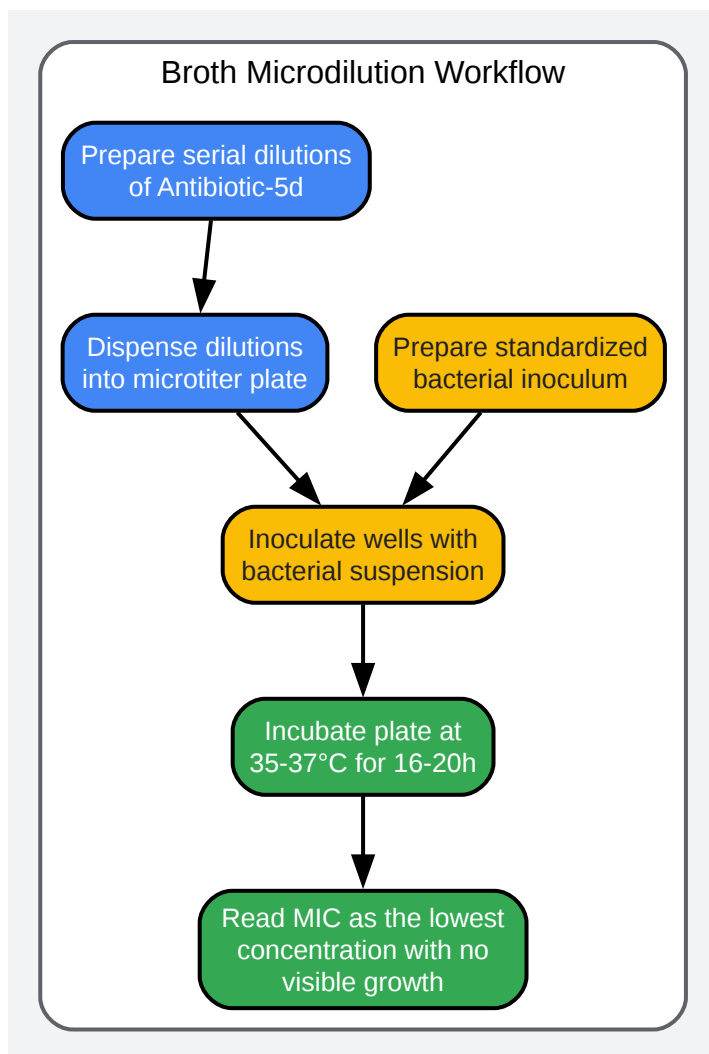 Broth Microdilution Workflow
Prepare serial dilutions
of Antibiotic-5d
Dispense dilutions
into microtiter plate
Prepare standardized
bacterial inoculum
Inoculate wells with
bacterial suspension
Incubate plate at
35-37°C for 16-20h
Read MIC as the lowest
concentration with no
visible growth